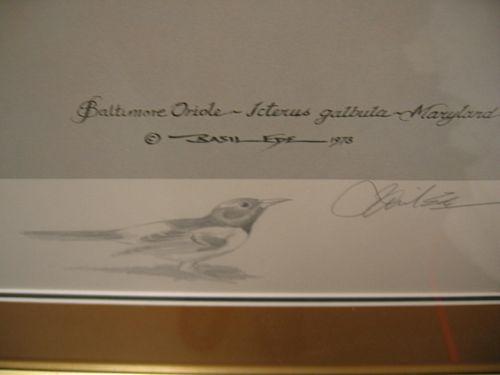 Baltimore Oriole ~ Icterus galbula ~ Maryland
© BASIL EDE 1978